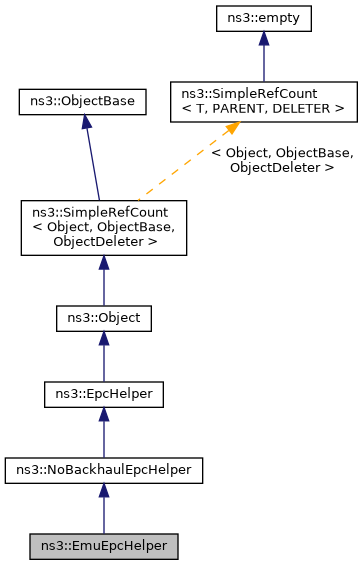 ns3::empty
ns3::ObjectBase
ns3::SimpleRefCount
< T, PARENT, DELETER >
< Object, ObjectBase,
ObjectDeleter >
ns3::SimpleRefCount
< Object, ObjectBase,
ObjectDeleter >
ns3::Object
ns3::EpcHelper
ns3::NoBackhaulEpcHelper
ns3::EmuEpcHelper